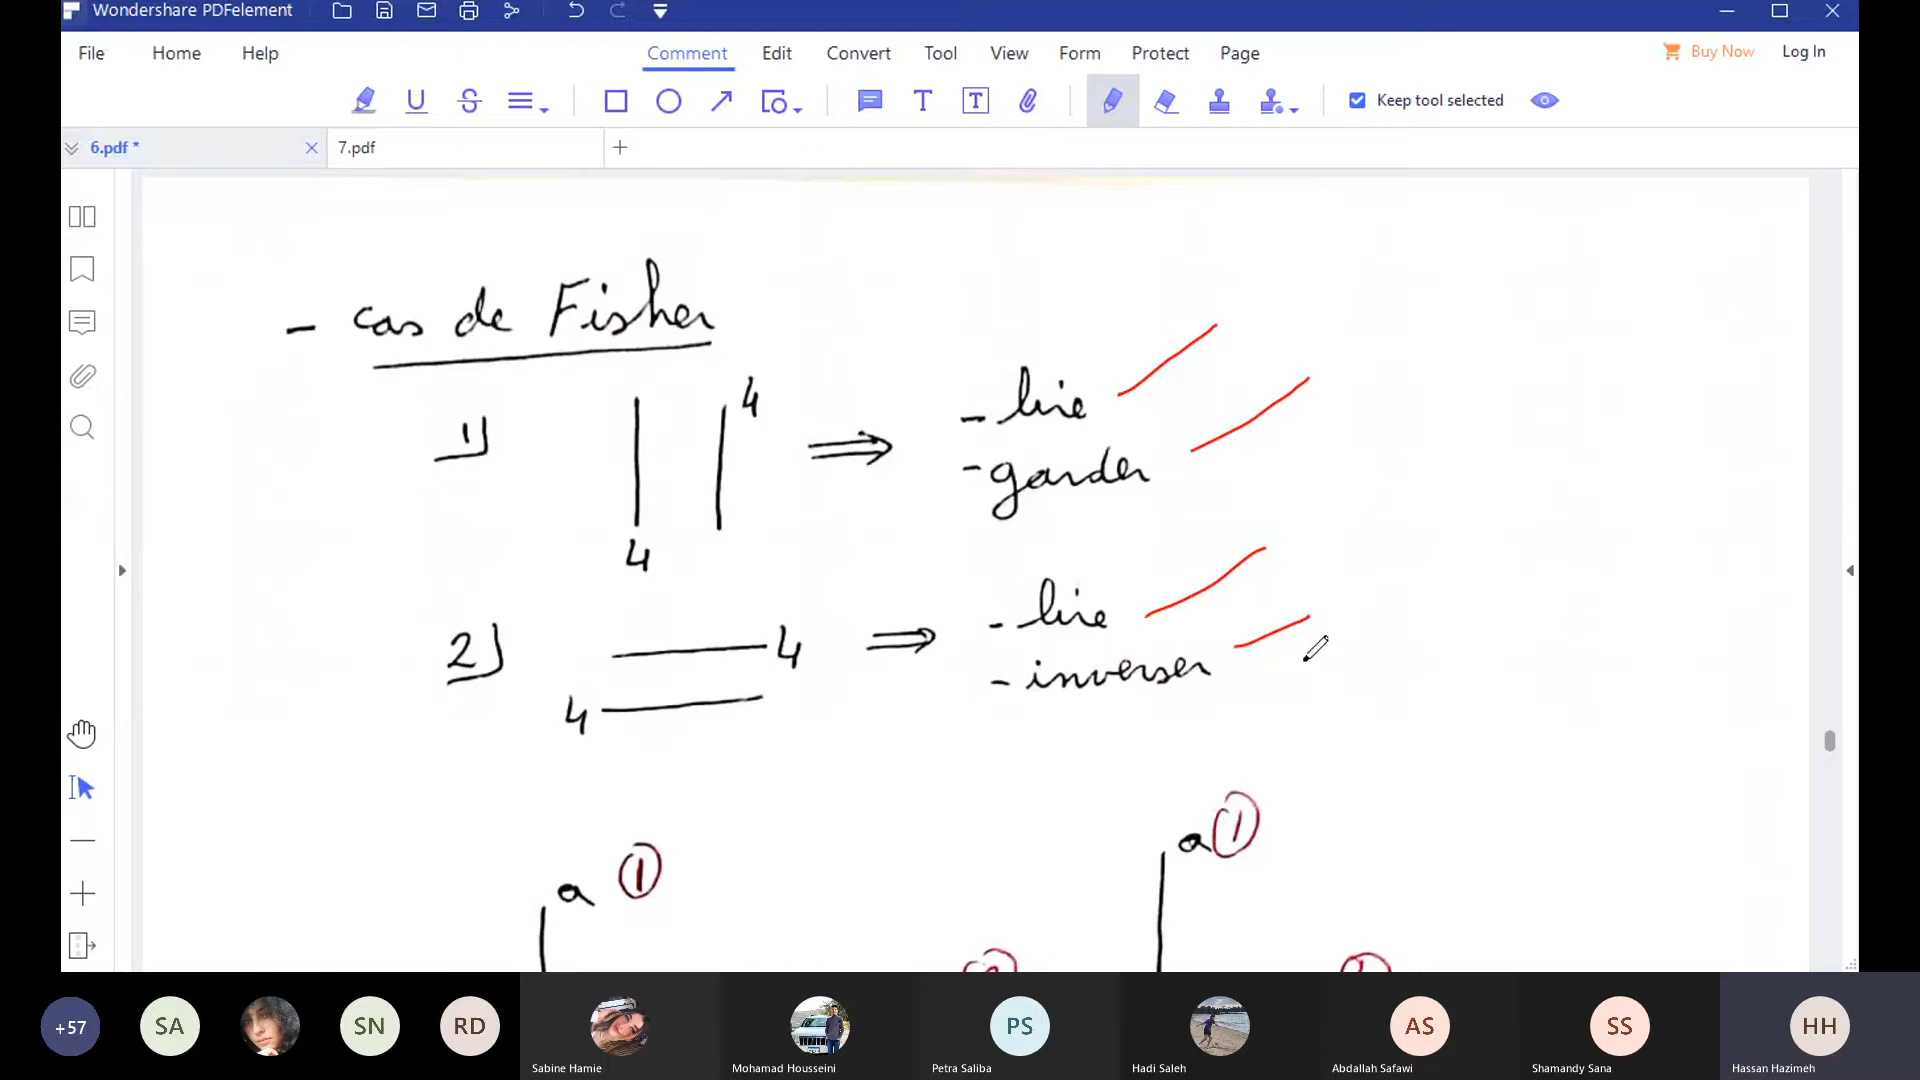 Wondershare PDFelement
File Home Help Comment Edit Convert Tool View Form Protect Page Buy Now Log In
Keep tool selected
6.pdf * 7.pdf
- cas de Fisher
1) 4 4 ⇒ - lire
- garder
2) 4 4 ⇒ - lire
- inverser
a ① a ①
+57 SA SN RD PS AS SS HH
Sabine Hamie Mohamad Housseini Petra Saliba Hadi Saleh Abdallah Safawi Shamandy Sana Hassan Hazimeh